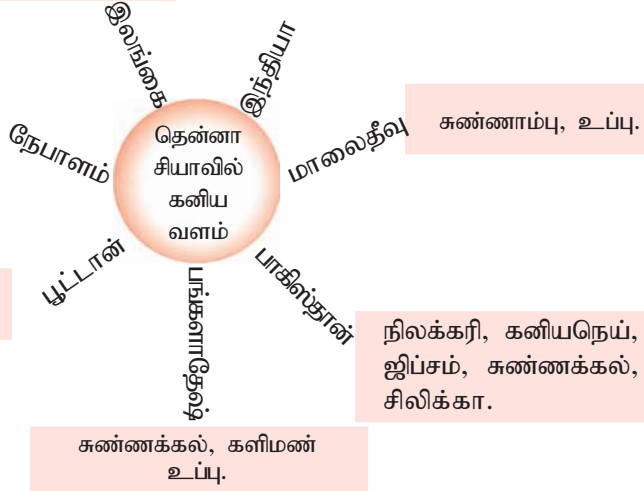 இலங்கை
இந்தியா
நேபாளம்
தென்னா
சியாவில்
கனிய
வளம்
மாலைதீவு
சுண்ணாம்பு, உப்பு.
பூட்டான்
பங்களாதேஷ்
பாகிஸ்தான்
நிலக்கரி, கனியநெய்,
ஜிப்சம், சுண்ணக்கல்,
சிலிக்கா.
சுண்ணக்கல், களிமண்
உப்பு.